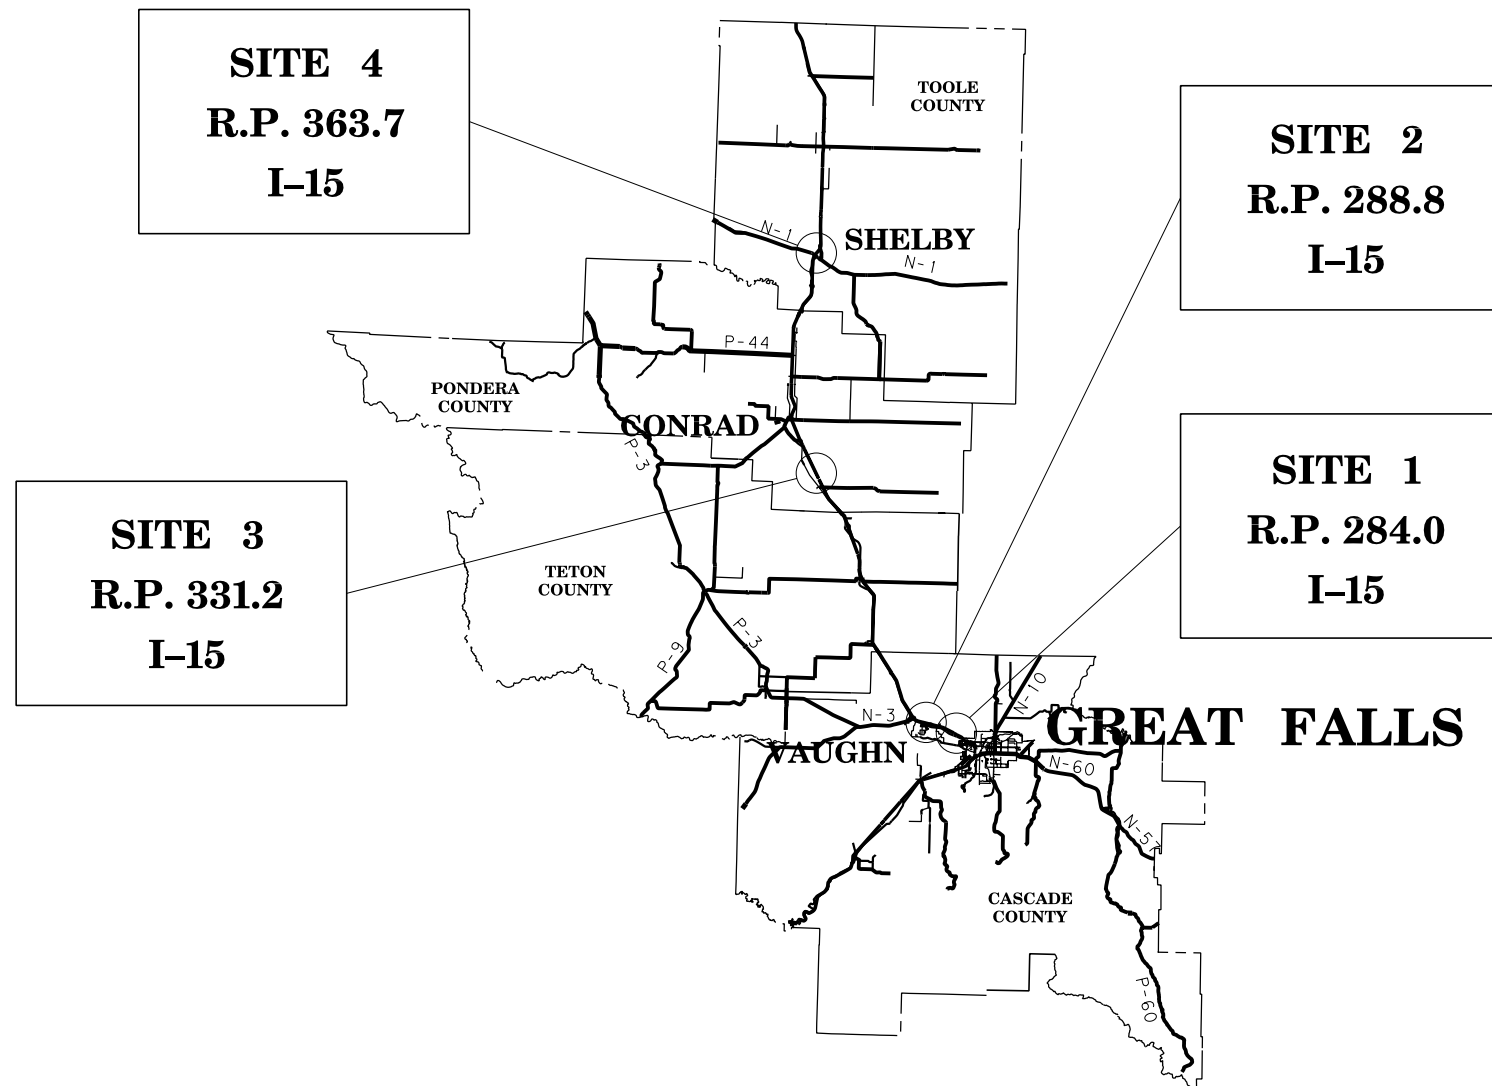 SITE 4
R.P. 363.7
I–15
TOOLE
COUNTY
SITE 2
R.P. 288.8
I–15
N-1
SHELBY
N-1
P-44
PONDERA
COUNTY
CONRAD
P-3
SITE 1
R.P. 284.0
I–15
SITE 3
R.P. 331.2
I–15
TETON
COUNTY
P-3
P-9
N-10
N-3
GREAT FALLS
VAUGHN
N-60
N-57
CASCADE
COUNTY
P-60